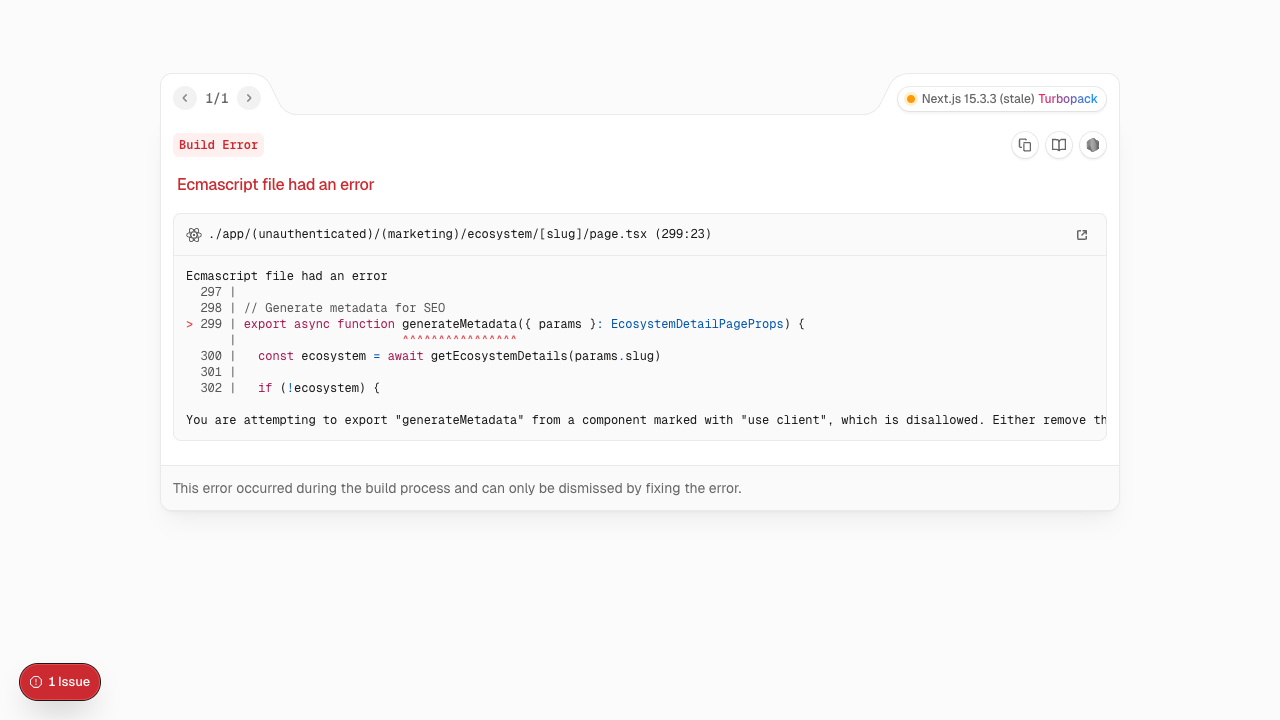 1/1
Next.js 15.3.3 (stale) Turbopack
Build Error
Ecmascript file had an error
./app/(unauthenticated)/(marketing)/ecosystem/[slug]/page.tsx (299:23)
Ecmascript file had an error
297 |
298 | // Generate metadata for SEO
> 299 | export async function generateMetadata({ params }: EcosystemDetailPageProps) {
| ^^^^^^^^^^^^^^^^
300 | const ecosystem = await getEcosystemDetails(params.slug)
301 |
302 | if (!ecosystem) {
You are attempting to export "generateMetadata" from a component marked with "use client", which is disallowed. Either remove th
This error occurred during the build process and can only be dismissed by fixing the error.
1 Issue